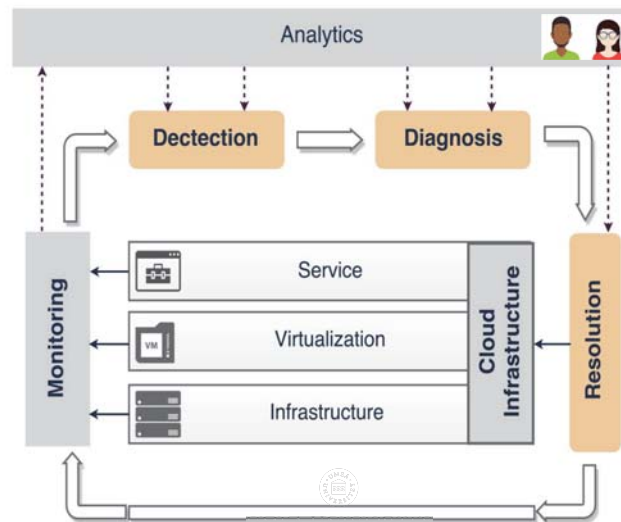 Analytics
Dectection
Diagnosis
Monitoring
Service
VM
Virtualization
Infrastructure
Cloud
Infrastructure
Resolution